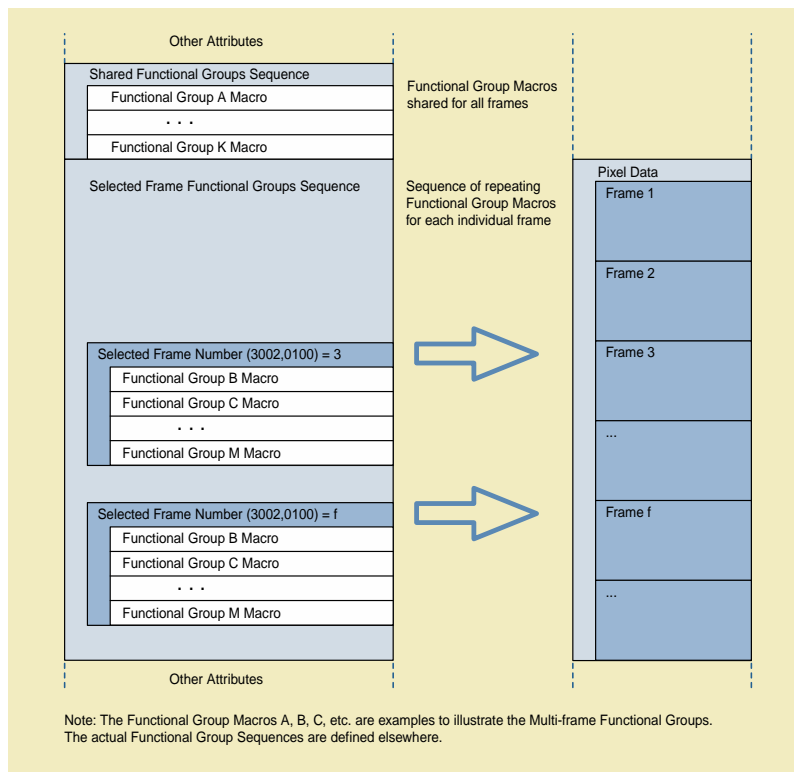 Other Attributes
Shared Functional Groups Sequence
Functional Group A Macro
. . .
Functional Group K Macro
Functional Group Macros
shared for all frames
Selected Frame Functional Groups Sequence
Sequence of repeating
Functional Group Macros
for each individual frame
Selected Frame Number (3002,0100) = 3
Functional Group B Macro
Functional Group C Macro
. . .
Functional Group M Macro
Selected Frame Number (3002,0100) = f
Functional Group B Macro
Functional Group C Macro
. . .
Functional Group M Macro
Other Attributes
Pixel Data
Frame 1
Frame 2
Frame 3
...
Frame f
...
Note: The Functional Group Macros A, B, C, etc. are examples to illustrate the Multi-frame Functional Groups.
The actual Functional Group Sequences are defined elsewhere.